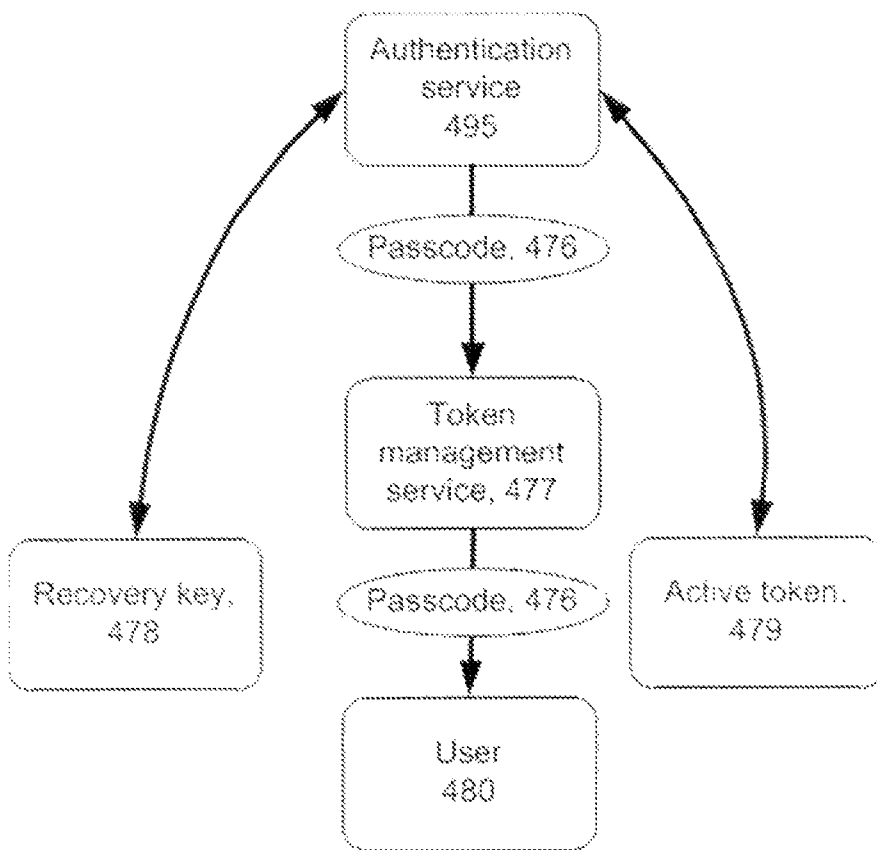 Authentication
service
495
Passcode, 476
Token
management
service, 477
Recovery key,
478
Passcode, 476
Active token,
479
User
480